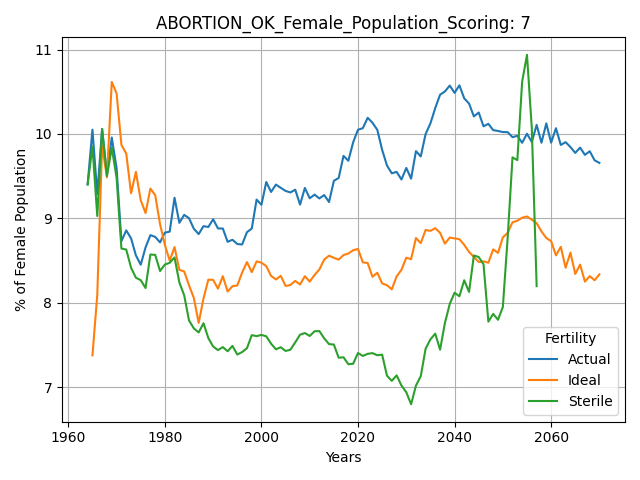 ABORTION_OK_Female_Population_Scoring: 7
11
10
9
8
7
% of Female Population
1960
1980
2000
2020
2040
2060
Years
Fertility
Actual
Ideal
Sterile